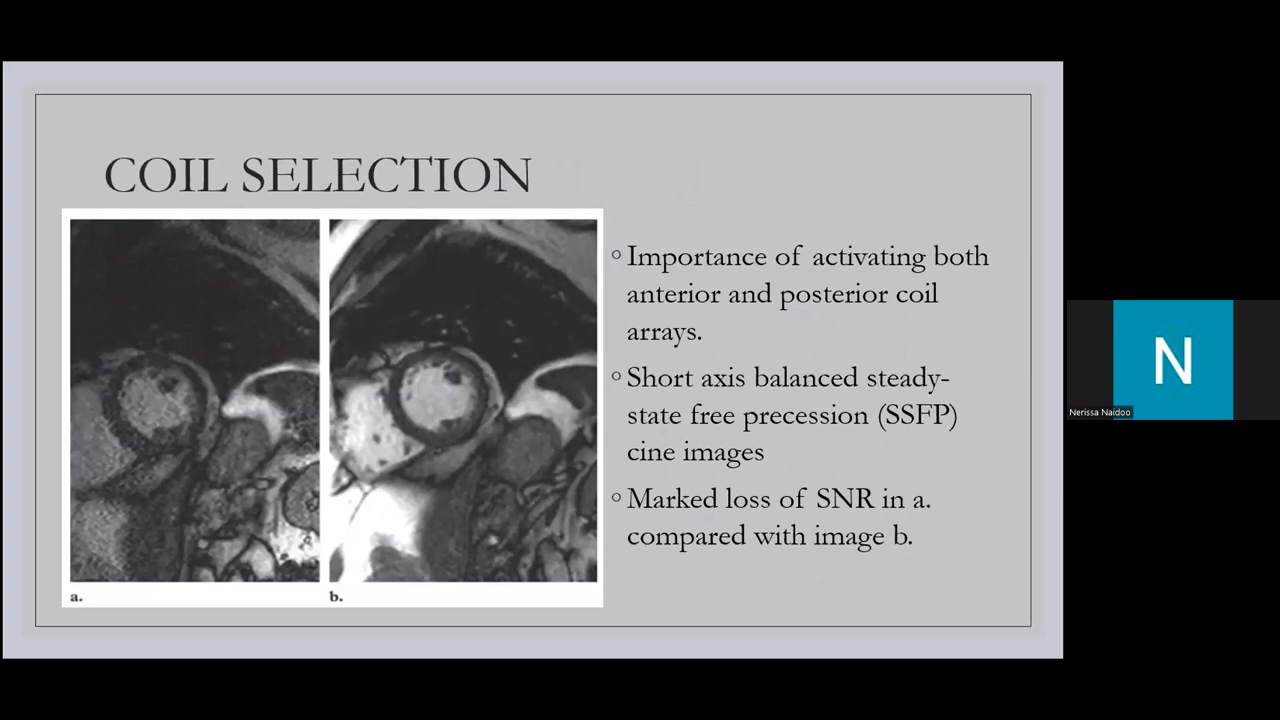 COIL SELECTION
Importance of activating both
anterior and posterior coil
arrays.
Short axis balanced steady-
state free precession (SSFP)
cine images
Marked loss of SNR in a.
compared with image b.
a.
b.
N
Nerissa Naidoo